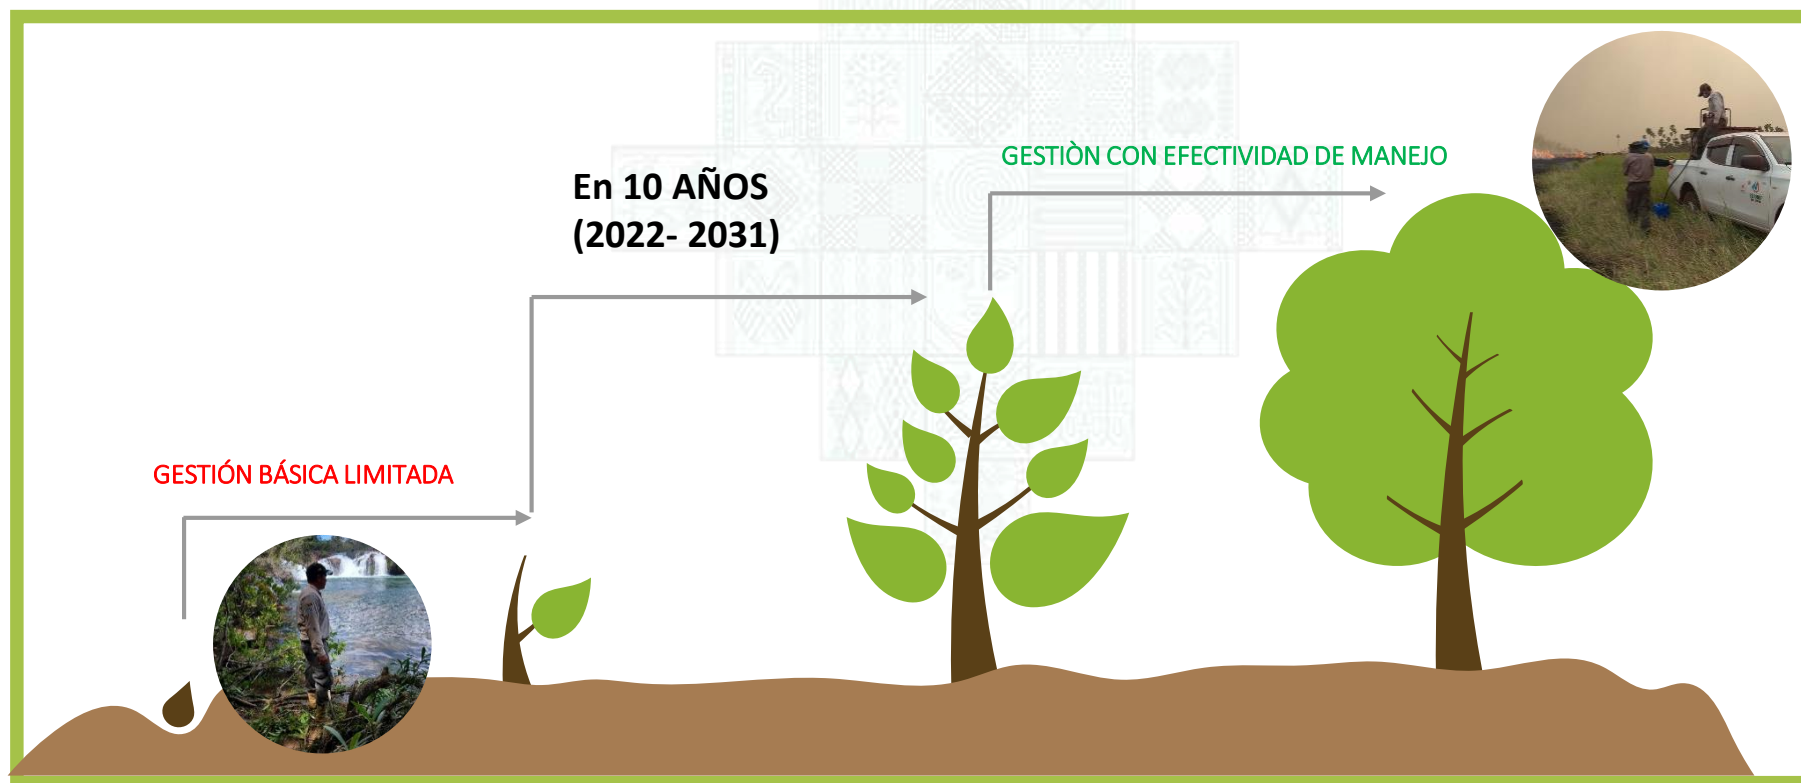 GESTIÒN CON EFECTIVIDAD DE MANEJO
En 10 AÑOS
(2022- 2031)
GESTIÓN BÁSICA LIMITADA